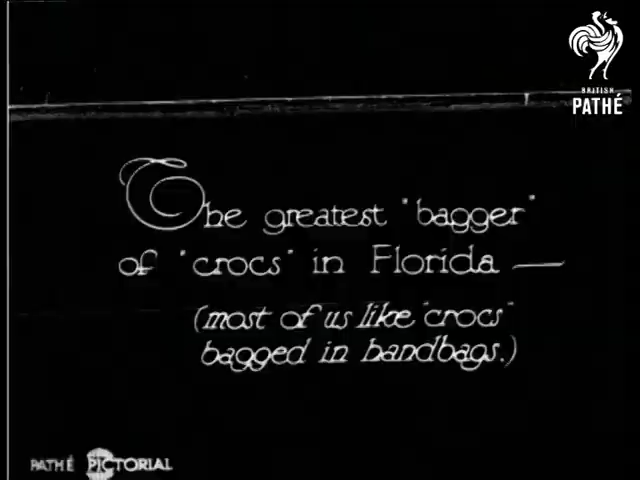 BRITISH
PATHÉ
The greatest "bagger"
of "crocs" in Florida —
(most of us like "crocs"
bagged in handbags.)
PATHÉ PICTORIAL